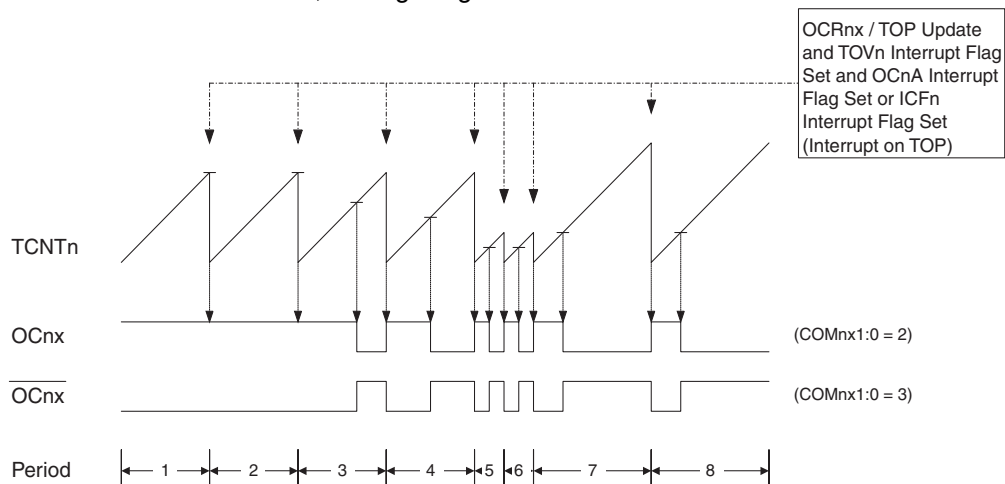 OCRnx / TOP Update
and TOVn Interrupt Flag
Set and OCnA Interrupt
Flag Set or ICFn
Interrupt Flag Set
(Interrupt on TOP)
TCNTn
OCnx (COMnx1:0 = 2)
OCnx (COMnx1:0 = 3)
Period 1 2 3 4 5 6 7 8